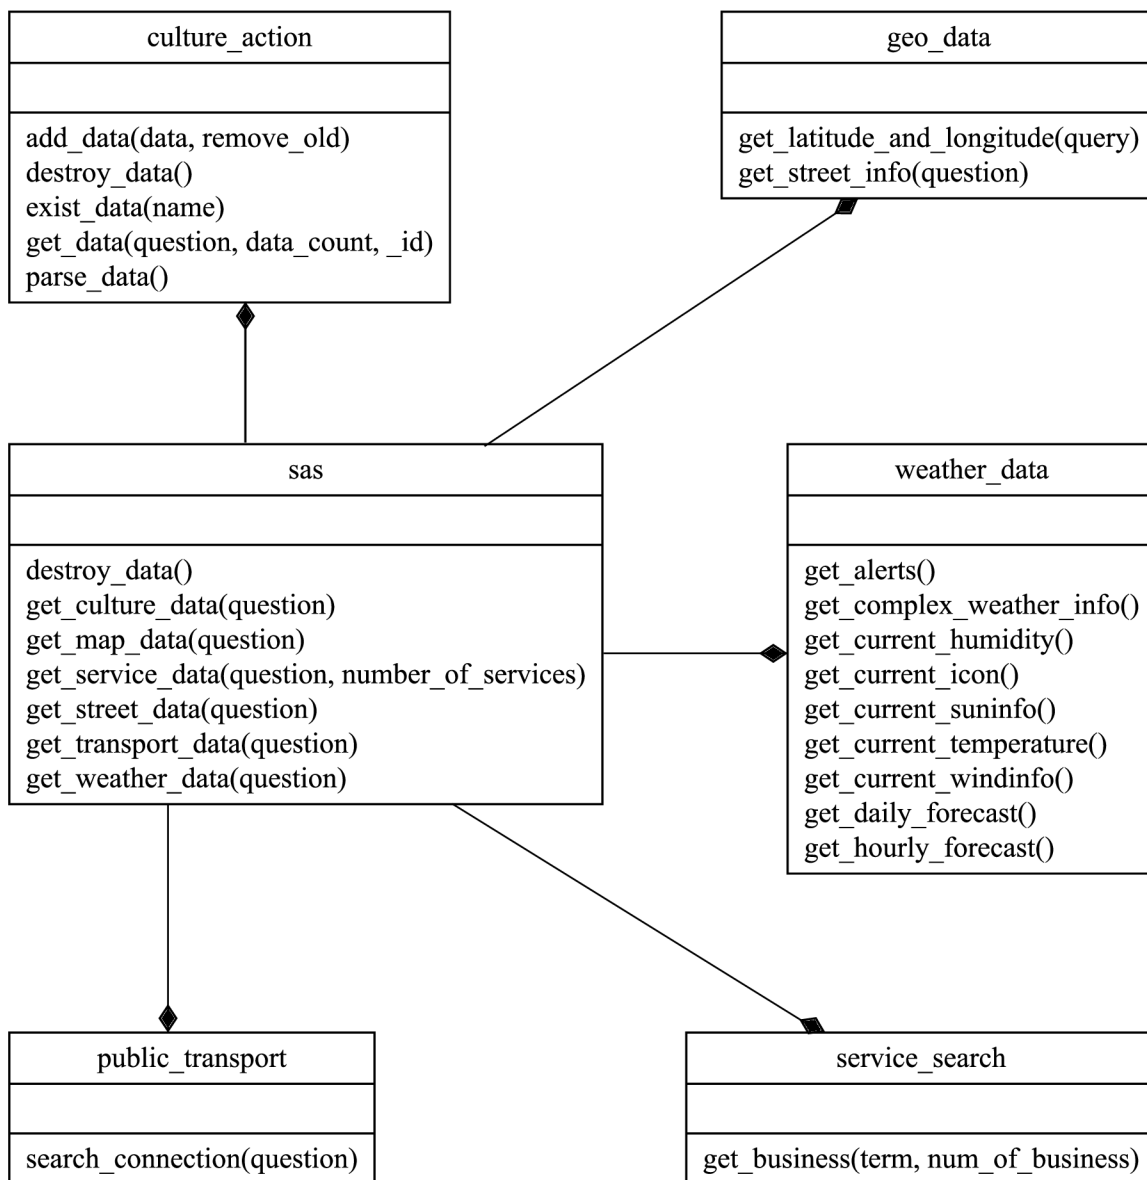 culture_action
add_data(data, remove_old)
destroy_data()
exist_data(name)
get_data(question, data_count, _id)
parse_data()
geo_data
get_latitude_and_longitude(query)
get_street_info(question)
sas
destroy_data()
get_culture_data(question)
get_map_data(question)
get_service_data(question, number_of_services)
get_street_data(question)
get_transport_data(question)
get_weather_data(question)
weather_data
get_alerts()
get_complex_weather_info()
get_current_humidity()
get_current_icon()
get_current_suninfo()
get_current_temperature()
get_current_windinfo()
get_daily_forecast()
get_hourly_forecast()
public_transport
search_connection(question)
service_search
get_business(term, num_of_business)